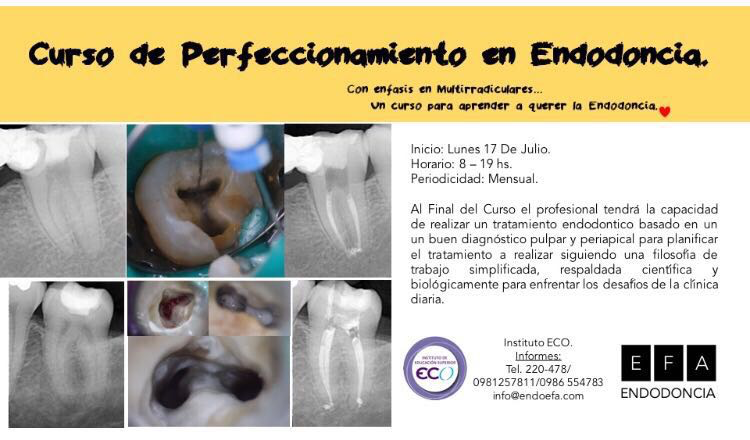 Curso de Perfeccionamiento en Endodoncia.
Con enfasis en Multirradiculares...
Un curso para aprender a querer la Endodoncia.
Inicio: Lunes 17 De Julio.
Horario: 8 – 19 hs.
Periodicidad: Mensual.
Al Final del Curso el profesional tendrá la capacidad
de realizar un tratamiento endodontico basado en un
un buen diagnóstico pulpar y periapical para planificar
el tratamiento a realizar siguiendo una filosofía de
trabajo simplificada, respaldada científica y
biológicamente para enfrentar los desafíos de la clínica
diaria.
INSTITUTO DE
EDUCACIÓN SUPERIOR
ECO
Instituto ECO.
Informes:
Tel. 220-478/
0981257811/0986 554783
info@endoefa.com
E F A
ENDODONCIA